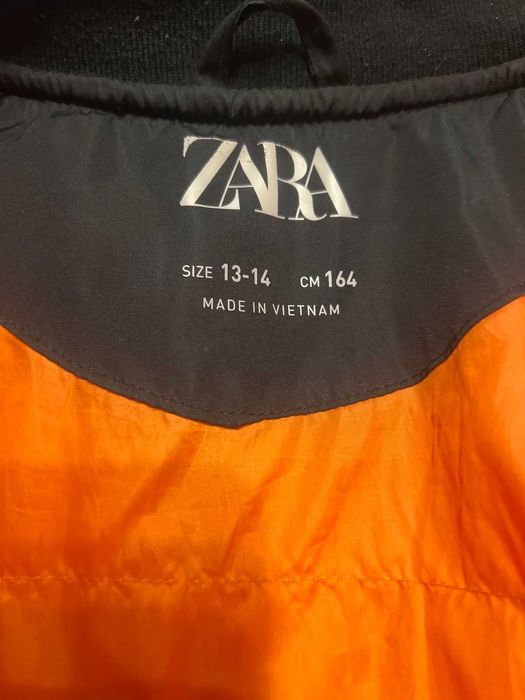 ZARA
SIZE 13-14 CM 164
MADE IN VIETNAM